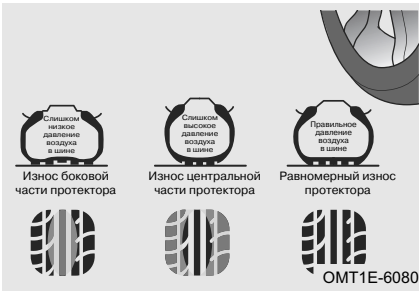 Слишком
низкое
давление
воздуха
в шине
Слишком
высокое
давление
воздуха
в шине
Правильное
давление
воздуха
в шине
Износ боковой
части протектора
Износ центральной
части протектора
Равномерный износ
протектора
OMT1E-6080